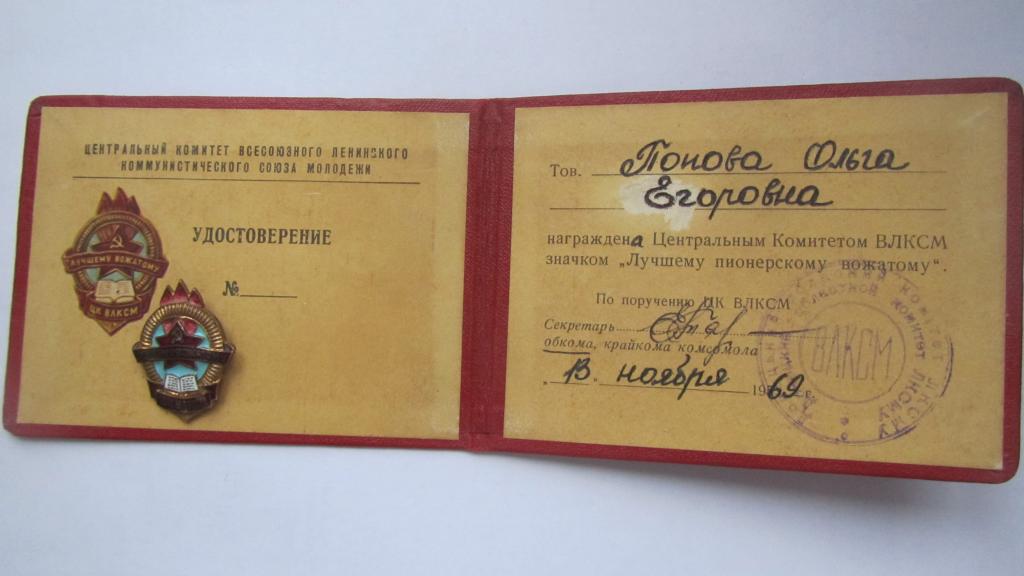 ЦЕНТРАЛЬНЫЙ КОМИТЕТ ВСЕСОЮЗНОГО ЛЕНИНСКОГО
КОММУНИСТИЧЕСКОГО СОЮЗА МОЛОДЕЖИ
УДОСТОВЕРЕНИЕ
№
ЛУЧШЕМУ ВОЖАТОМУ
ЦК ВЛКСМ
Тов. Попова Ольга
Егоровна
награждена Центральным Комитетом ВЛКСМ
значком „Лучшему пионерскому вожатому".
По поручению ЦК ВЛКСМ
Секретарь
обкома, крайкома комсомола
„13" ноября 1969 г.
ВЛКСМ